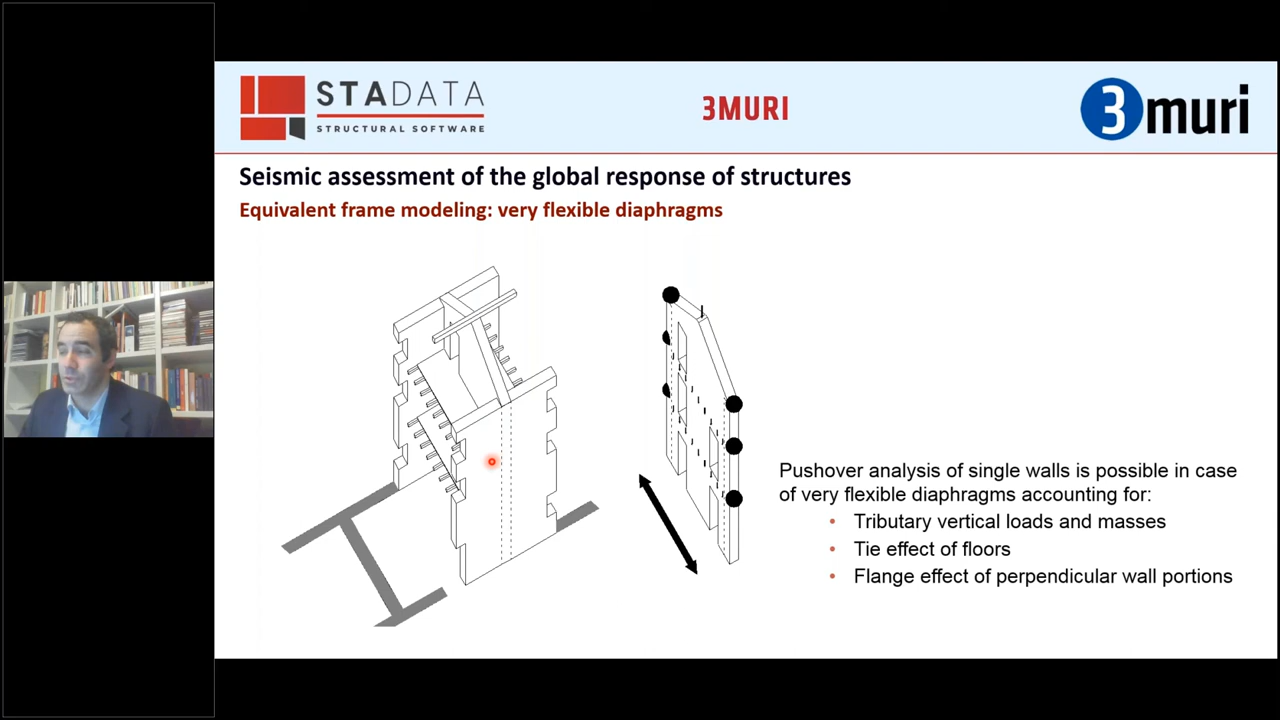 STADATA
STRUCTURAL SOFTWARE
3MURI
3muri
Seismic assessment of the global response of structures
Equivalent frame modeling: very flexible diaphragms
Pushover analysis of single walls is possible in case
of very flexible diaphragms accounting for:
• Tributary vertical loads and masses
• Tie effect of floors
• Flange effect of perpendicular wall portions